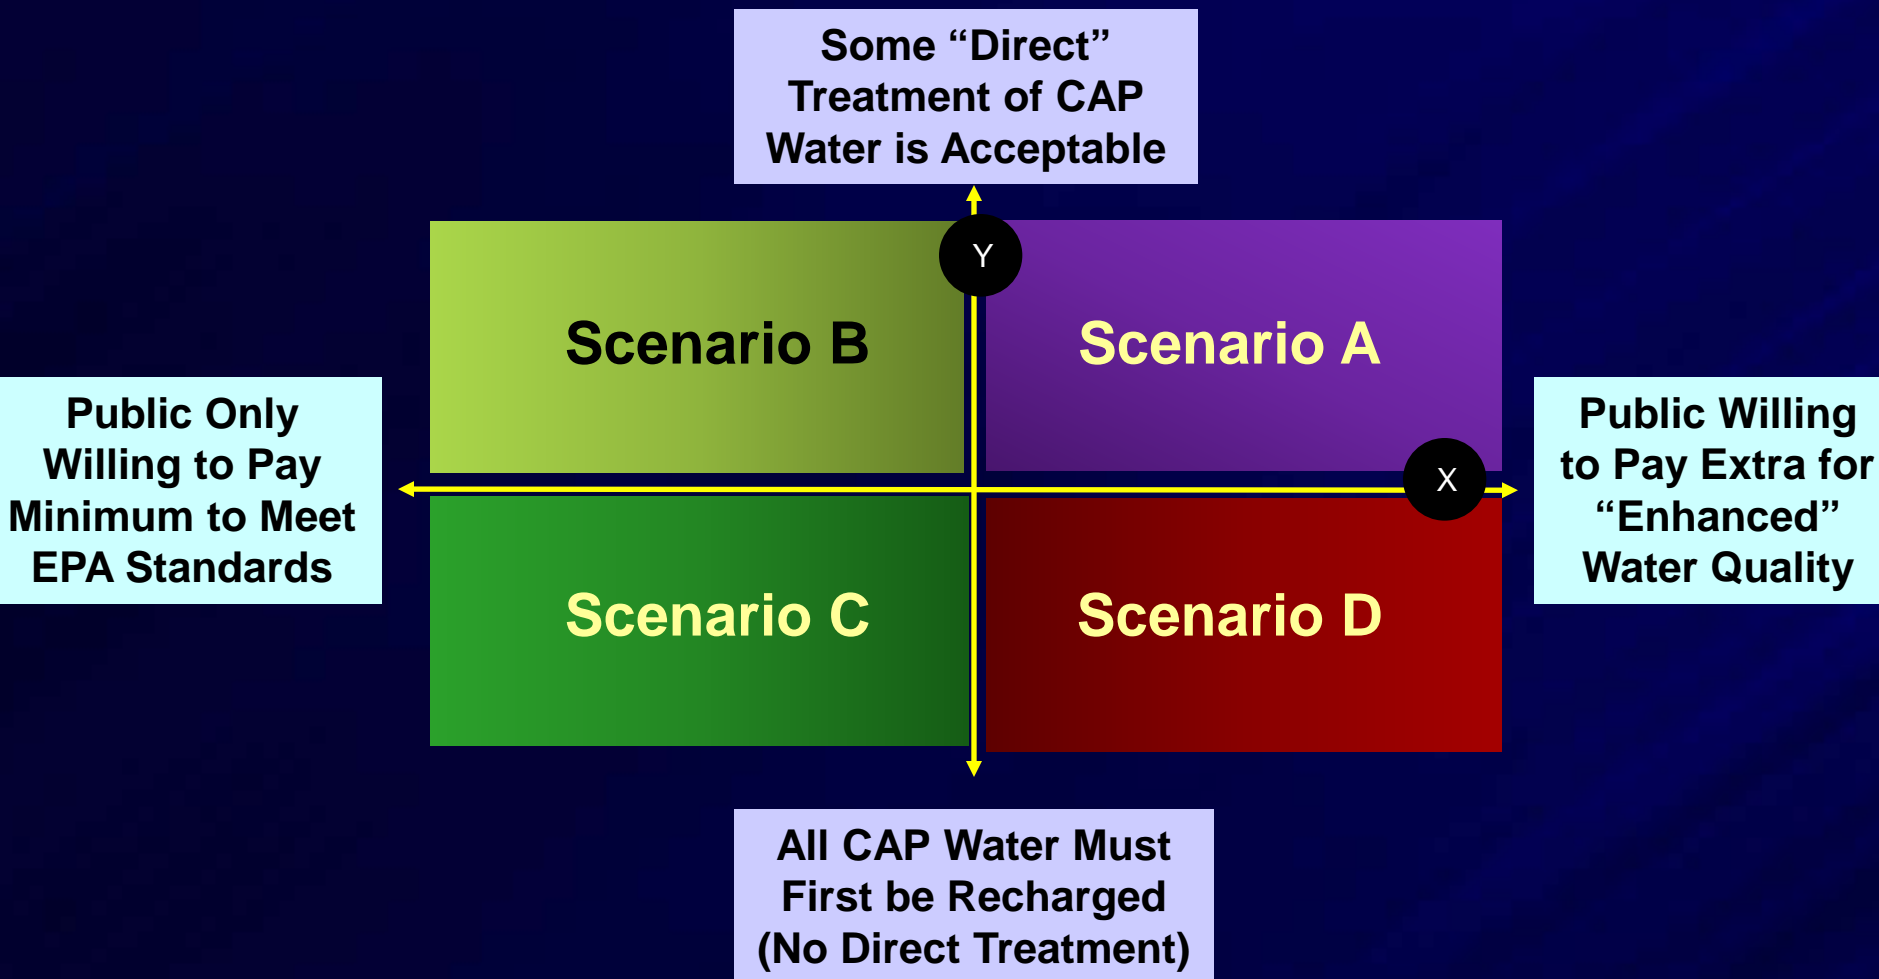 Some “Direct”
Treatment of CAP
Water is Acceptable
Y
Scenario B
Scenario A
Public Only
Willing to Pay
Minimum to Meet
EPA Standards
Public Willing
to Pay Extra for
“Enhanced”
Water Quality
X
Scenario C
Scenario D
All CAP Water Must
First be Recharged
(No Direct Treatment)